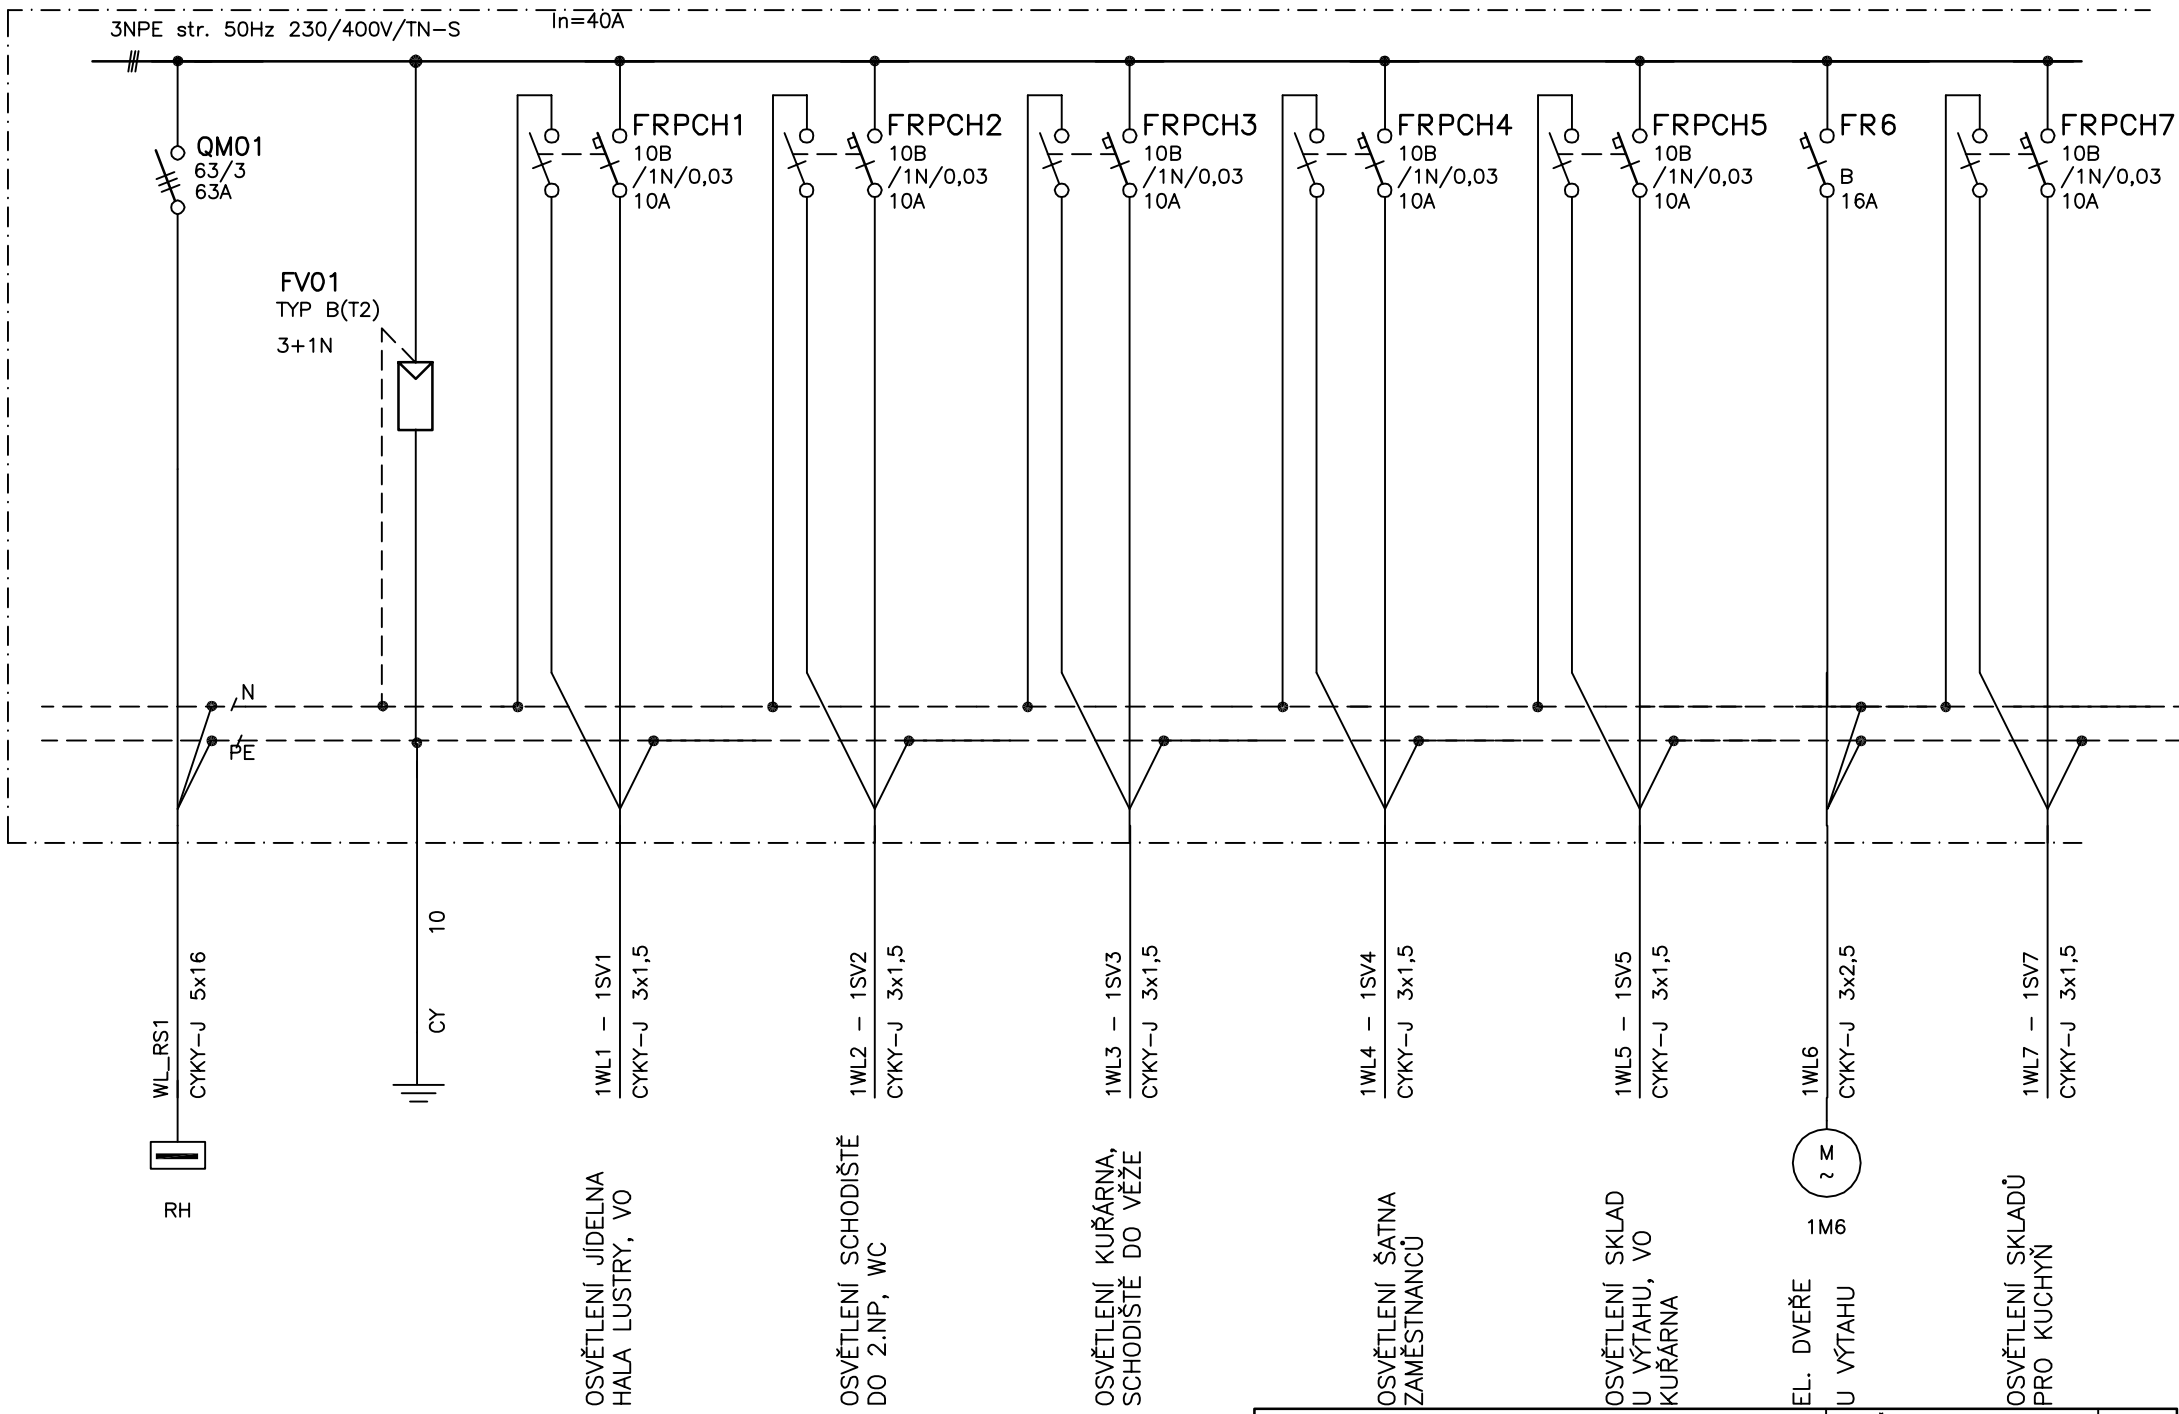 3NPE str. 50Hz 230/400V/TN-S
In=40A
QM01
63/3
63A
FV01
TYP B(T2)
3+1N
FRPCH1
10B
/1N/0,03
10A
FRPCH2
10B
/1N/0,03
10A
FRPCH3
10B
/1N/0,03
10A
FRPCH4
10B
/1N/0,03
10A
FRPCH5
10B
/1N/0,03
10A
FR6
B
16A
FRPCH7
10B
/1N/0,03
10A
N
PE
WL_RS1
CYKY-J 5x16
CY 10
1WL1 - 1SV1
CYKY-J 3x1,5
1WL2 - 1SV2
CYKY-J 3x1,5
1WL3 - 1SV3
CYKY-J 3x1,5
1WL4 - 1SV4
CYKY-J 3x1,5
1WL5 - 1SV5
CYKY-J 3x1,5
1WL6
CYKY-J 3x2,5
1WL7 - 1SV7
CYKY-J 3x1,5
RH
OSVĚTLENÍ JÍDELNA
HALA LUSTRY, VO
OSVĚTLENÍ SCHODIŠTĚ
DO 2.NP, WC
OSVĚTLENÍ KUŘÁRNA,
SCHODIŠTĚ DO VĚŽE
OSVĚTLENÍ ŠATNA
ZAMĚSTNANCŮ
OSVĚTLENÍ SKLAD
U VÝTAHU, VO
KUŘÁRNA
M
~
1M6
EL. DVEŘE
U VÝTAHU
OSVĚTLENÍ SKLADŮ
PRO KUCHYŇ